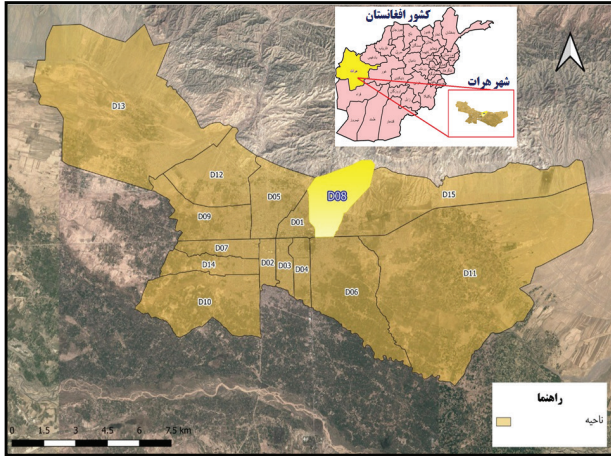 کشور افغانستان
شهر هرات
D13
D12
D05
D08
D15
D09
D01
D07
D02
D03
D04
D14
D06
D11
D10
راهنما
ناحیه
0 1.5 3 4.5 6 7.5 km